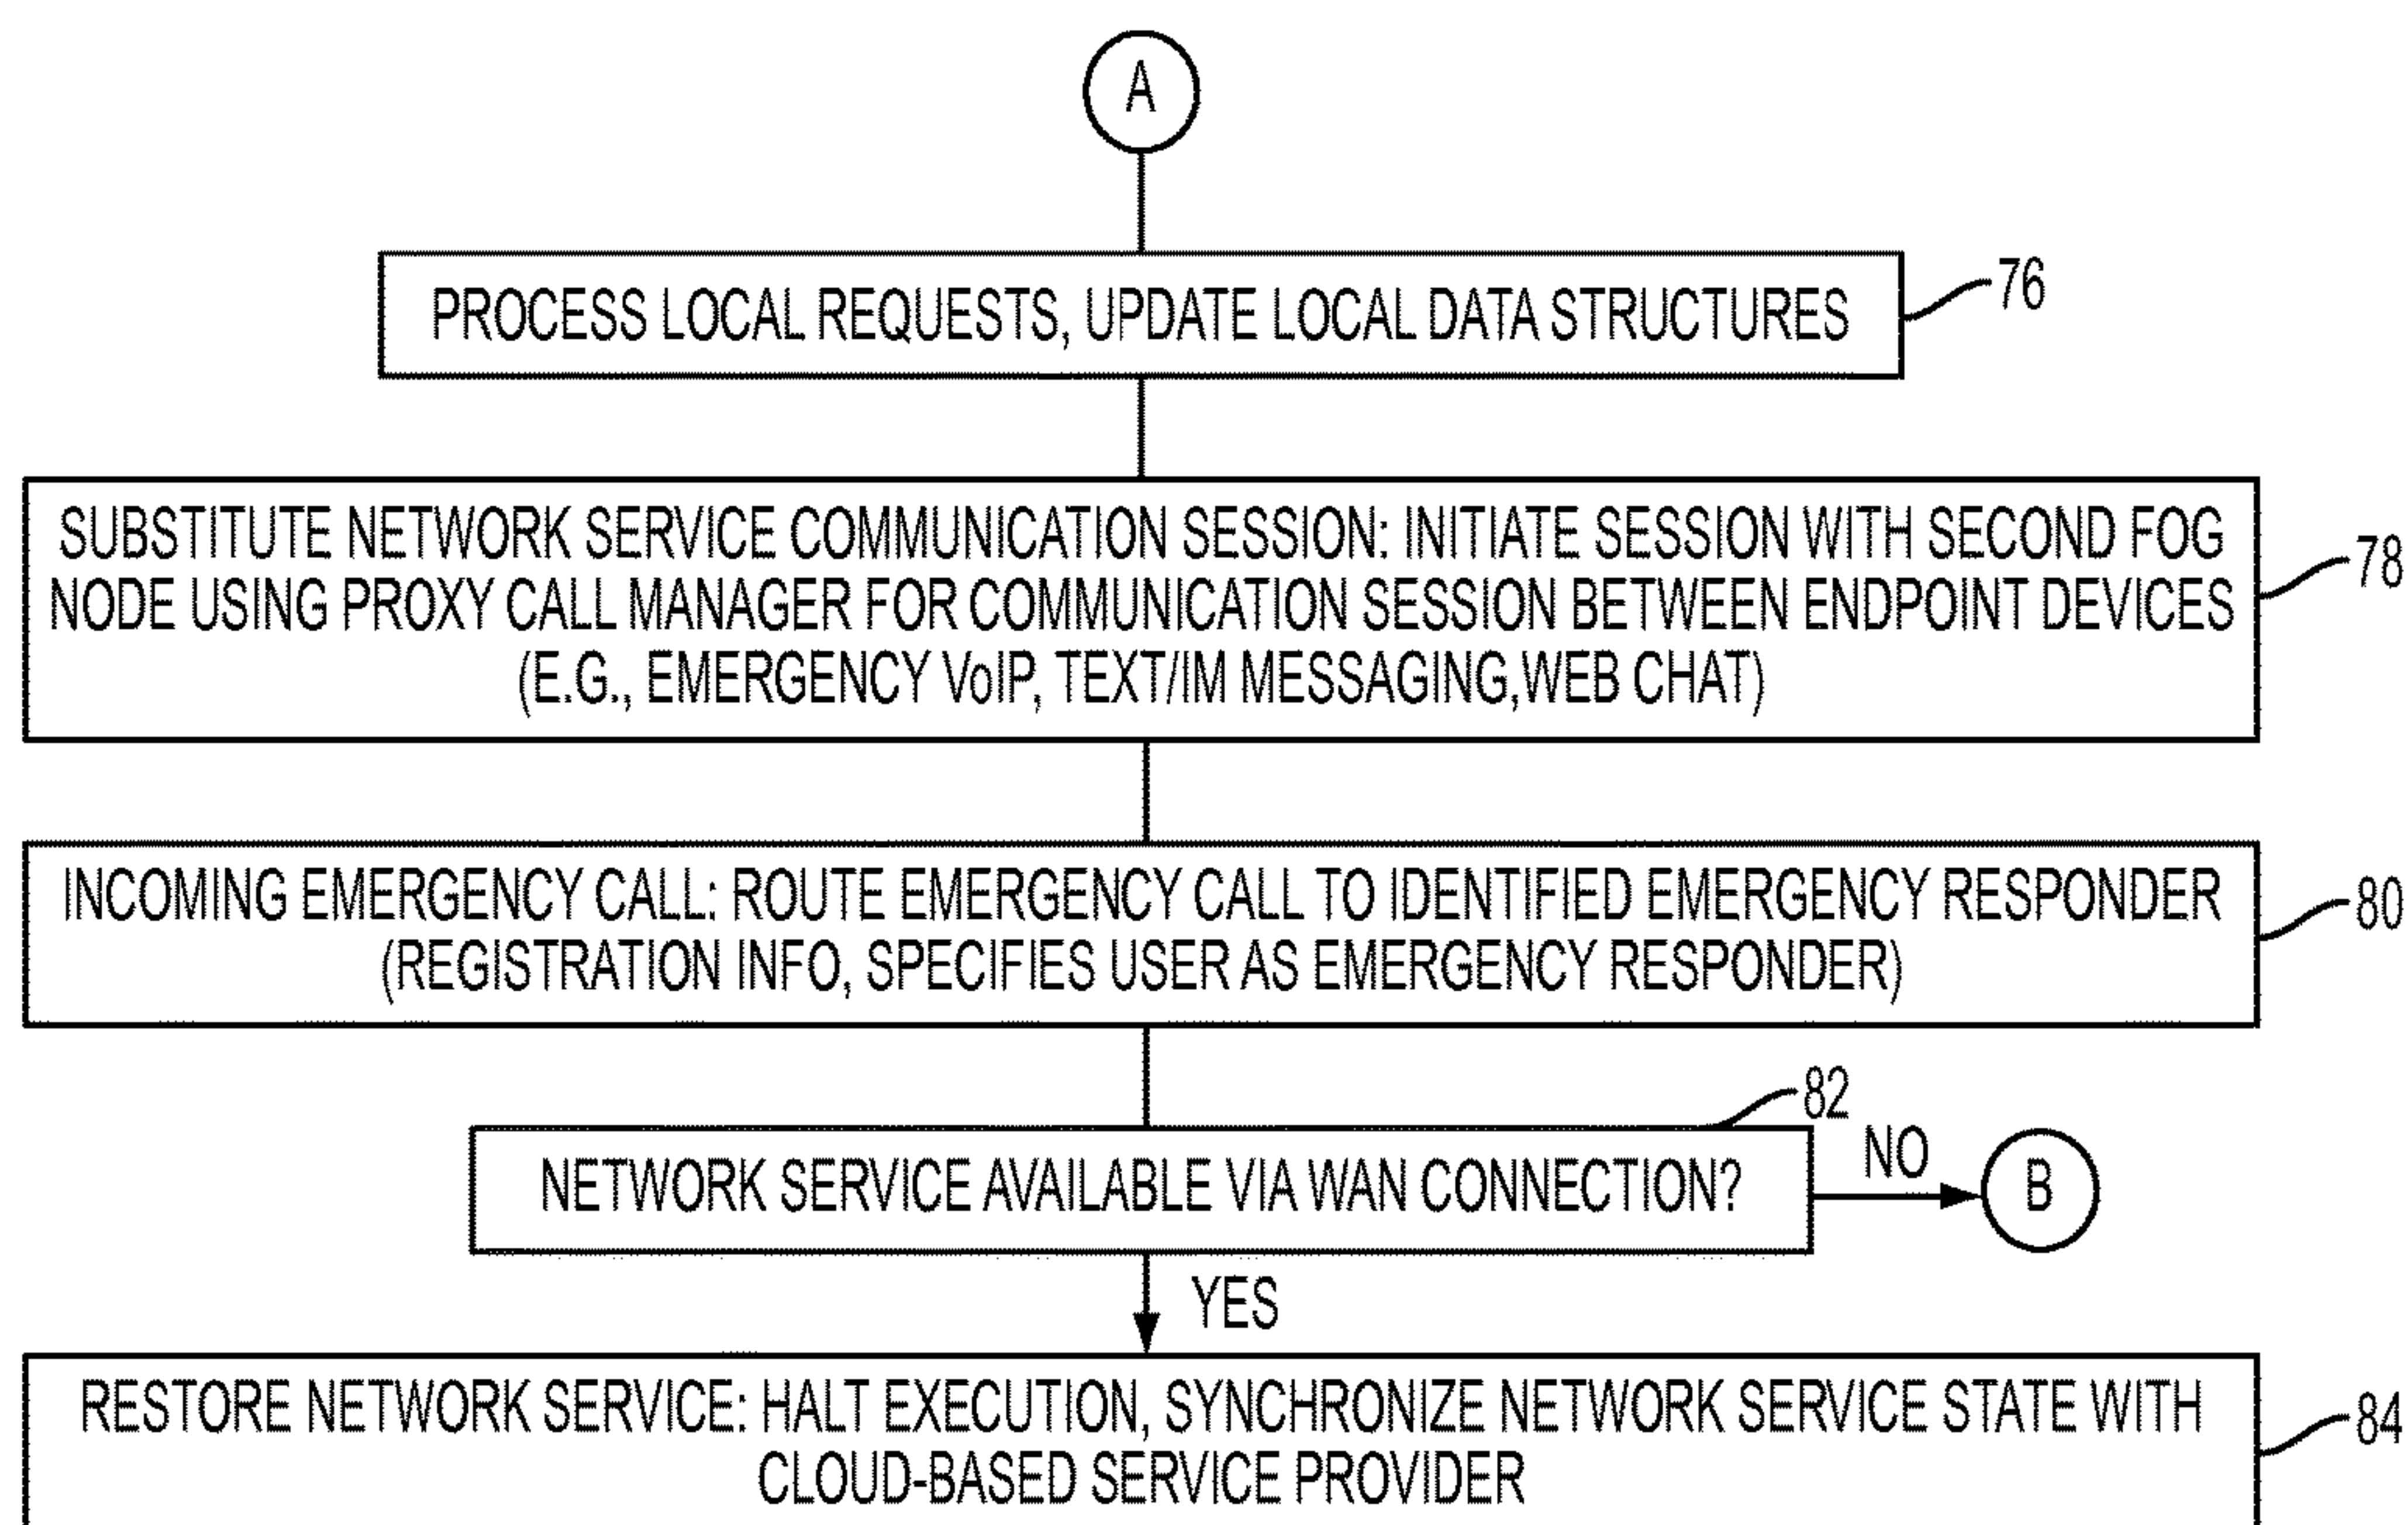 A
PROCESS LOCAL REQUESTS, UPDATE LOCAL DATA STRUCTURES
76
SUBSTITUTE NETWORK SERVICE COMMUNICATION SESSION: INITIATE SESSION WITH SECOND FOG
NODE USING PROXY CALL MANAGER FOR COMMUNICATION SESSION BETWEEN ENDPOINT DEVICES
(E.G., EMERGENCY VoIP, TEXT/IM MESSAGING,WEB CHAT)
78
INCOMING EMERGENCY CALL: ROUTE EMERGENCY CALL TO IDENTIFIED EMERGENCY RESPONDER
(REGISTRATION INFO, SPECIFIES USER AS EMERGENCY RESPONDER)
80
82
NETWORK SERVICE AVAILABLE VIA WAN CONNECTION?
NO
B
YES
RESTORE NETWORK SERVICE: HALT EXECUTION, SYNCHRONIZE NETWORK SERVICE STATE WITH
CLOUD-BASED SERVICE PROVIDER
84